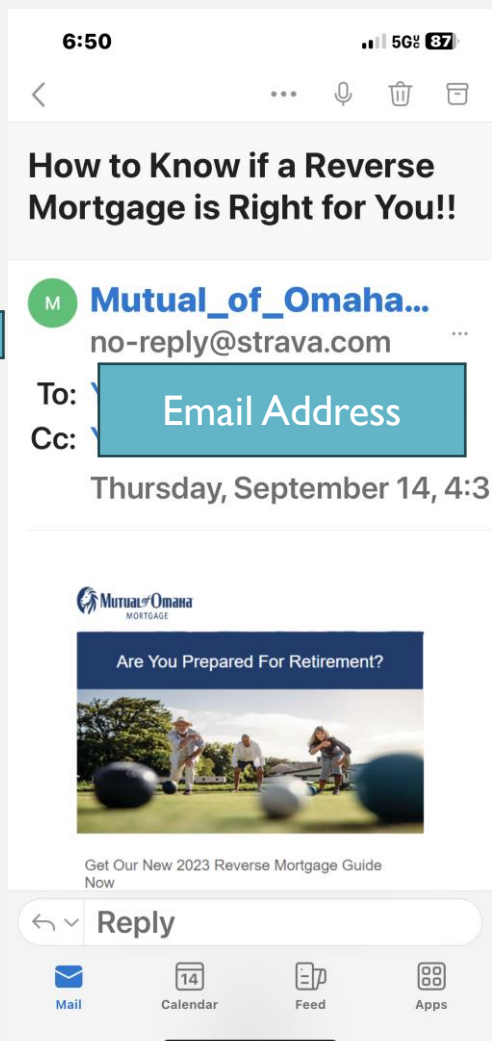 6:50
5G 87
How to Know if a Reverse
Mortgage is Right for You!!
M
Mutual_of_Omaha...
no-reply@strava.com
To:
Email Address
Cc:
Thursday, September 14, 4:3
Mutual of Omaha
MORTGAGE
Are You Prepared For Retirement?
Get Our New 2023 Reverse Mortgage Guide
Now
Reply
14
Mail
Calendar
Feed
Apps